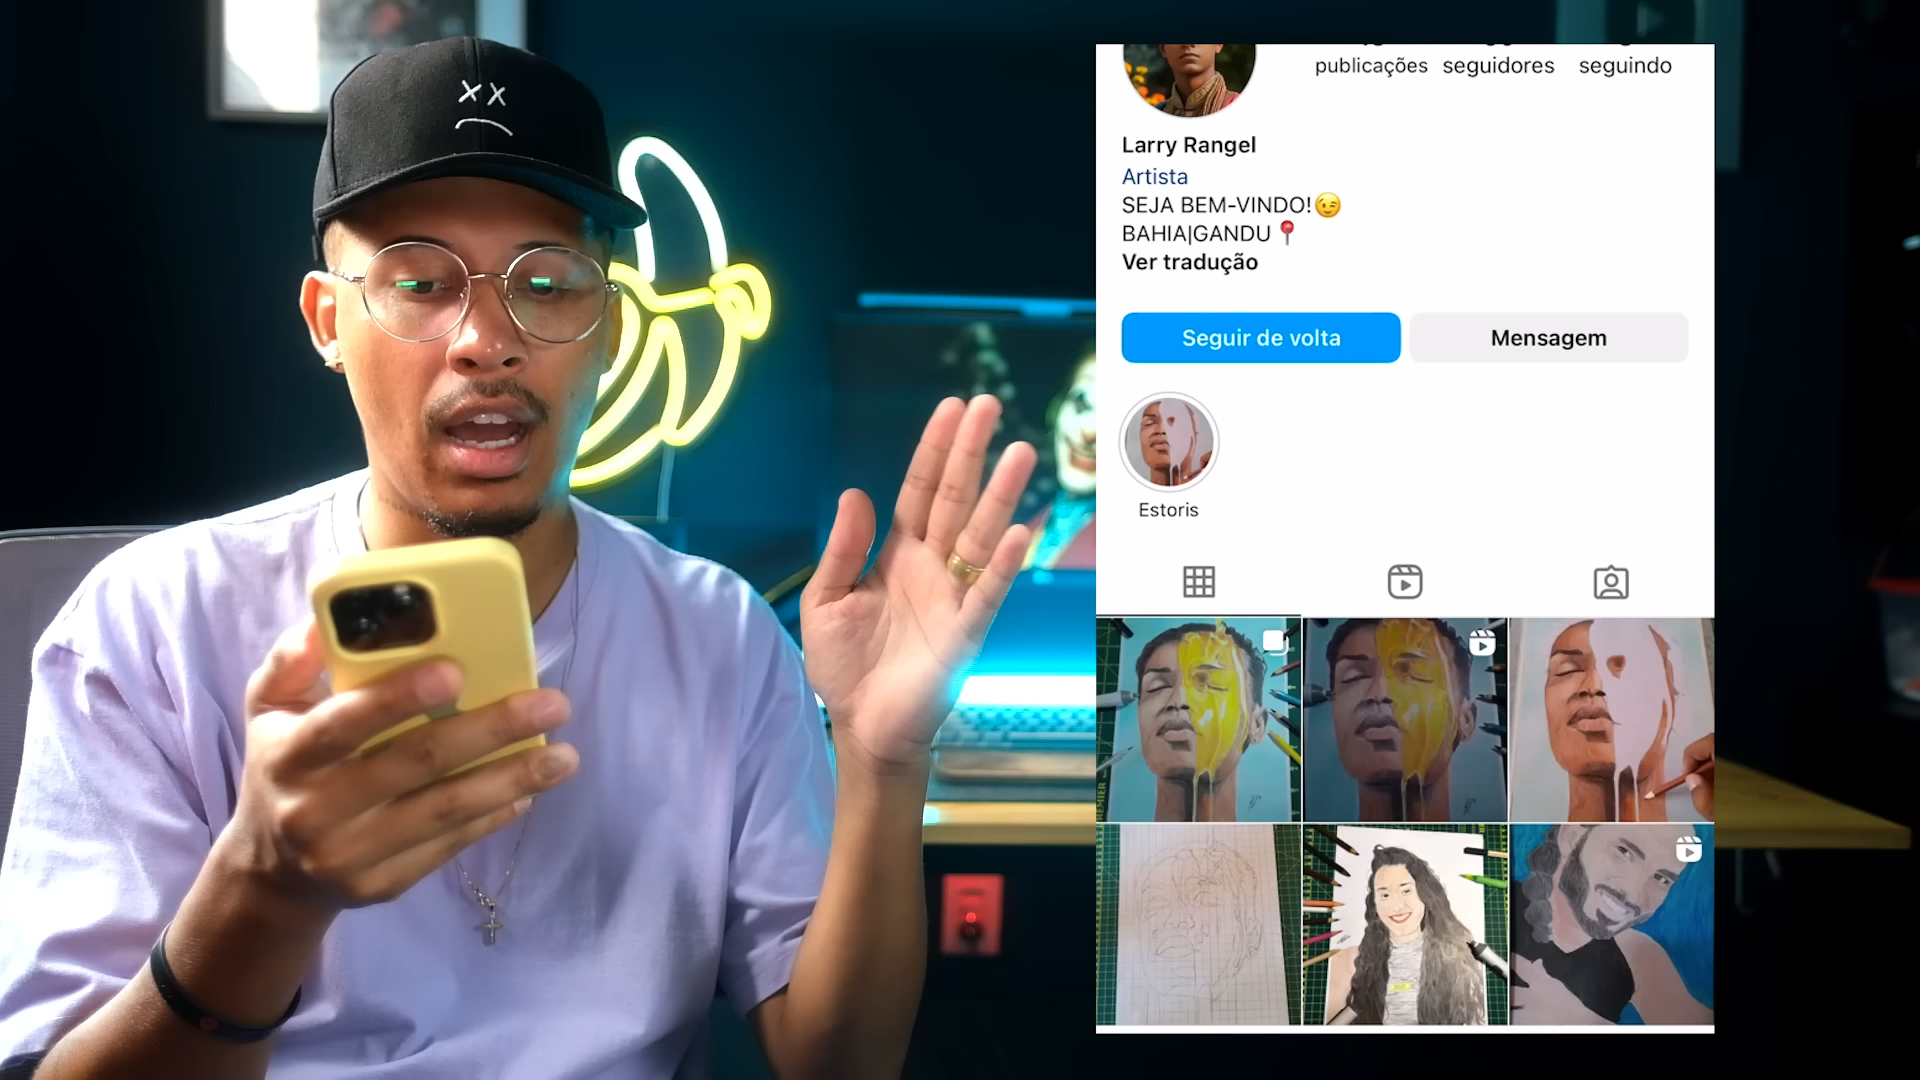 publicações seguidores seguindo
Larry Rangel
Artista
SEJA BEM-VINDO!😉
BAHIA|GANDU📍
Ver tradução
Seguir de volta Mensagem
Estoris